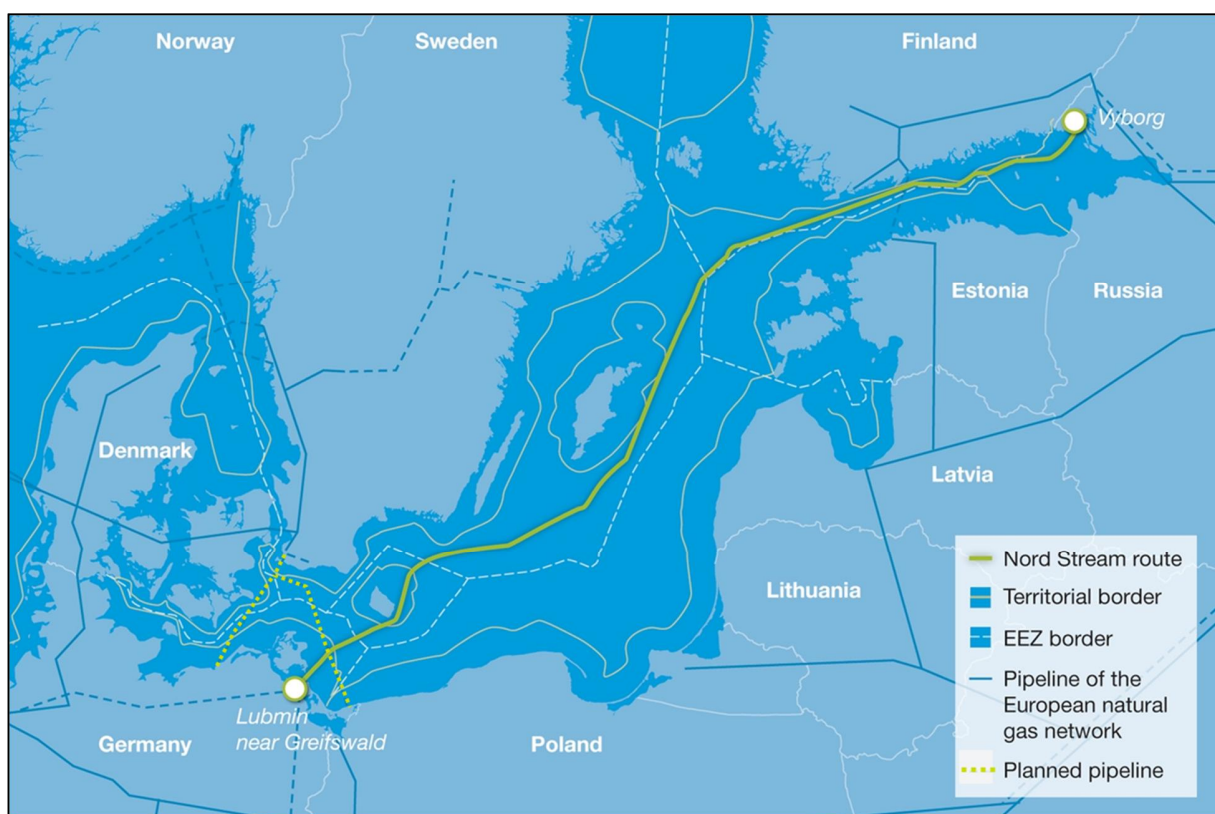 Norway
Sweden
Finland
Vyborg
Estonia
Russia
Denmark
Latvia
Lithuania
Lubmin
near Greifswald
Germany
Poland
Nord Stream route
Territorial border
EEZ border
Pipeline of the
European natural
gas network
Planned pipeline